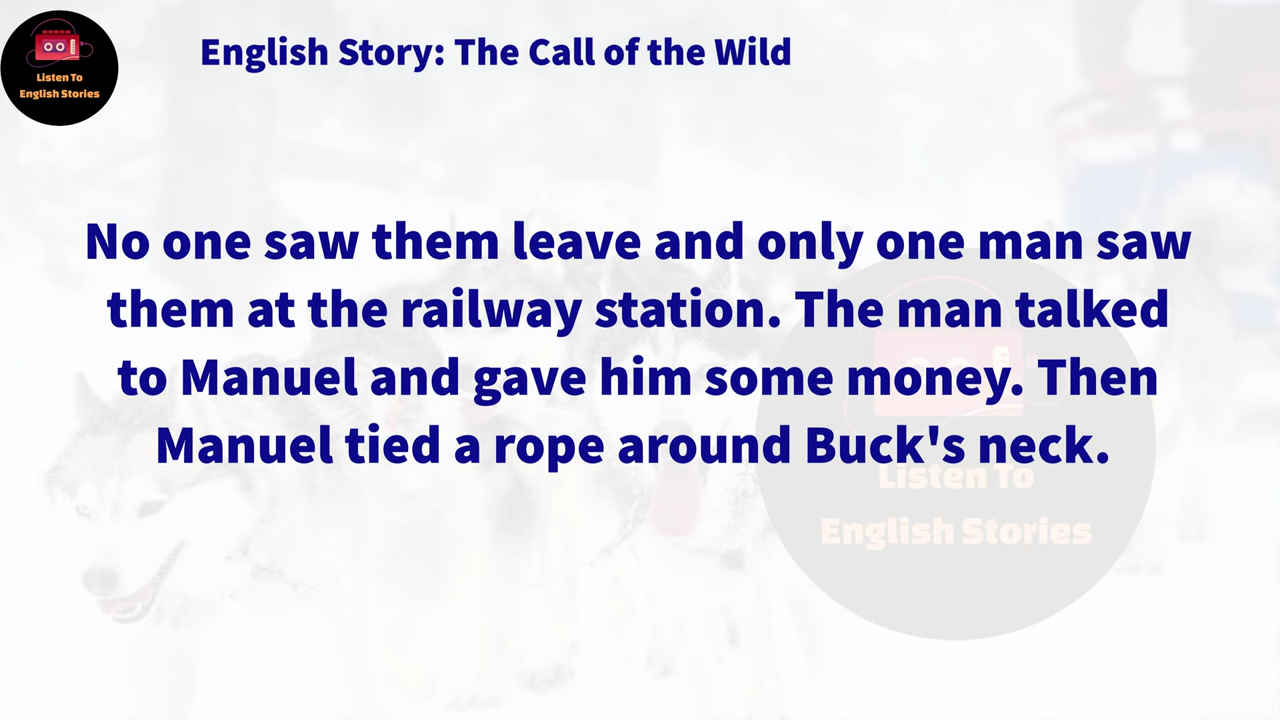 Listen To
English Stories
English Story: The Call of the Wild
No one saw them leave and only one man saw
them at the railway station. The man talked
to Manuel and gave him some money. Then
Manuel tied a rope around Buck's neck.
Listen To
English Stories